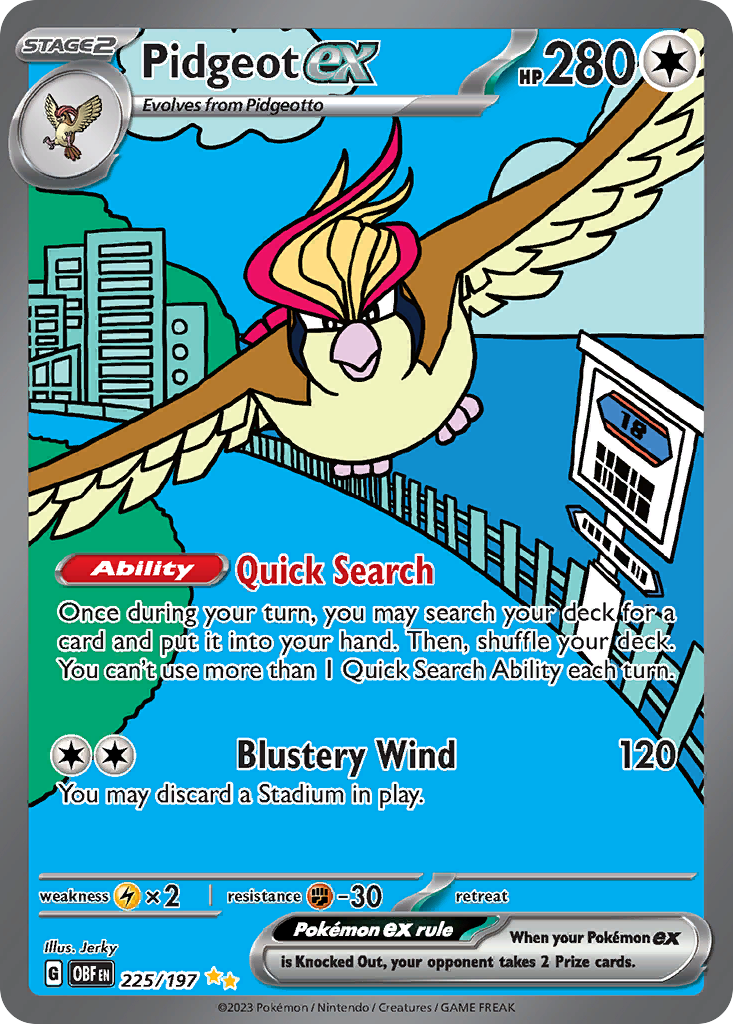 STAGE2
Pidgeot ex
HP 280
Evolves from Pidgeotto
18
Ability Quick Search
Once during your turn, you may search your deck for a
card and put it into your hand. Then, shuffle your deck.
You can't use more than 1 Quick Search Ability each turn.
Blustery Wind 120
You may discard a Stadium in play.
weakness ×2 resistance -30 retreat
Pokémon ex rule
When your Pokémon ex
is Knocked Out, your opponent takes 2 Prize cards.
Illus. Jerky
G OBF EN 225/197
©2023 Pokémon / Nintendo / Creatures / GAME FREAK